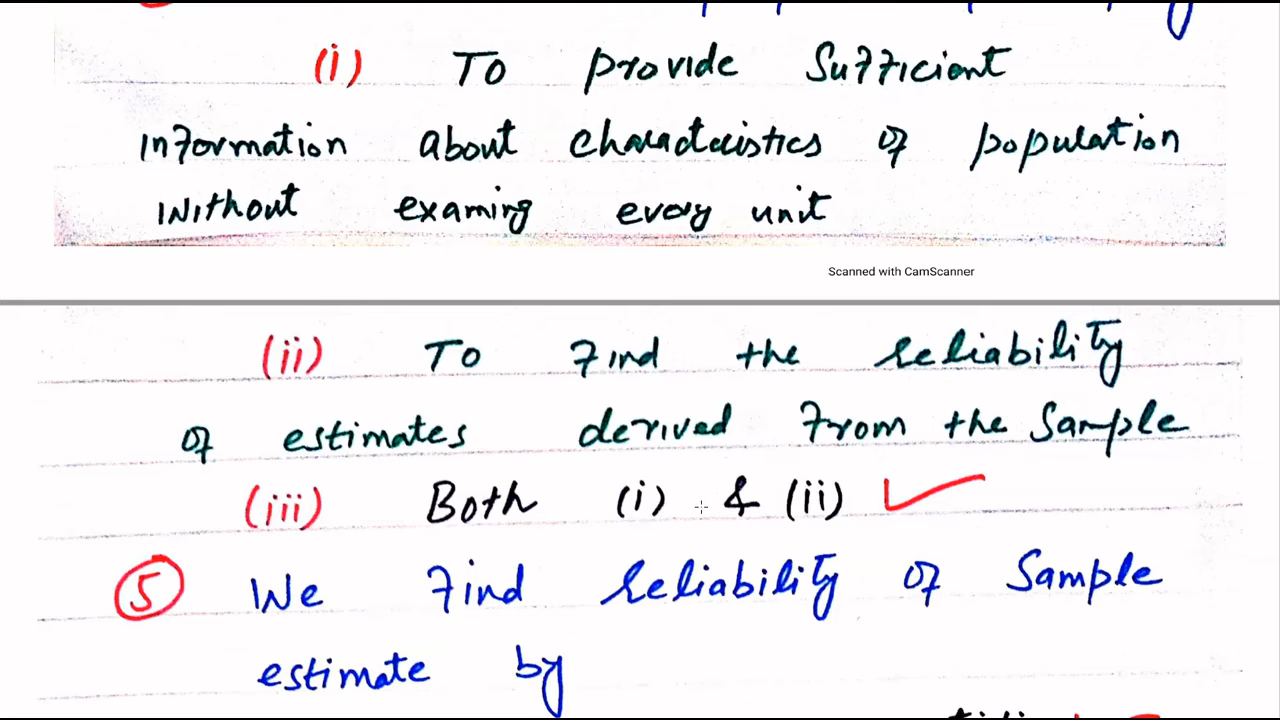 (i) To provide sufficient
information about characteristics of population
without examing every unit
Scanned with CamScanner
(ii) To find the reliability
of estimates derived from the sample
(iii) Both (i) & (ii)
5 We find reliability of sample
estimate by